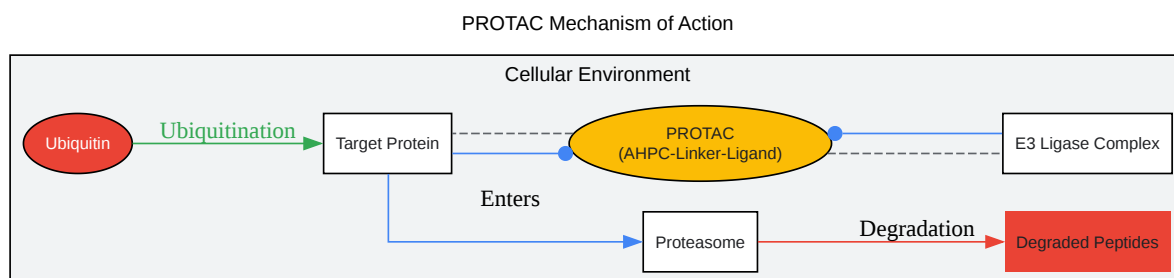 PROTAC Mechanism of Action
Cellular Environment
Ubiquitin
Ubiquitination
Target Protein
PROTAC
(AHPC-Linker-Ligand)
E3 Ligase Complex
Enters
Proteasome
Degradation
Degraded Peptides